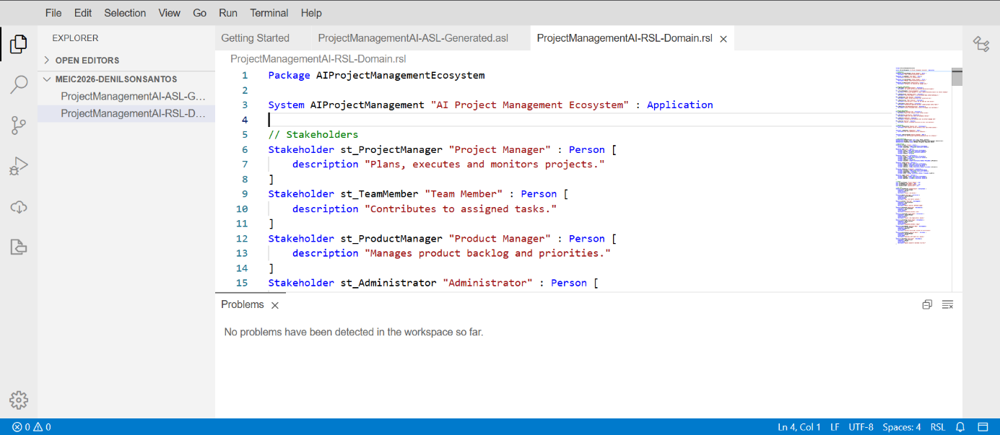 File Edit Selection View Go Run Terminal Help
EXPLORER
OPEN EDITORS
MEIC2026-DENILSONSANTOS
ProjectManagementAI-ASL-G...
ProjectManagementAI-RSL-D...
Getting Started ProjectManagementAI-ASL-Generated.asl ProjectManagementAI-RSL-Domain.rsl
ProjectManagementAI-RSL-Domain.rsl
1 Package AIProjectManagementEcosystem
2
3 System AIProjectManagement "AI Project Management Ecosystem" : Application
4
5 // Stakeholders
6 Stakeholder st_ProjectManager "Project Manager" : Person [
7 description "Plans, executes and monitors projects."
8 ]
9 Stakeholder st_TeamMember "Team Member" : Person [
10 description "Contributes to assigned tasks."
11 ]
12 Stakeholder st_ProductManager "Product Manager" : Person [
13 description "Manages product backlog and priorities."
14 ]
15 Stakeholder st_Administrator "Administrator" : Person [
Problems
No problems have been detected in the workspace so far.
0 0 Ln 4, Col 1 LF UTF-8 Spaces: 4 RSL